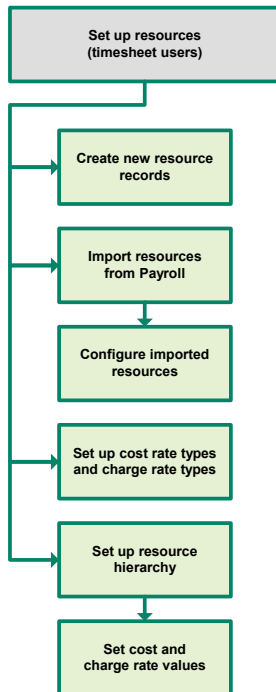 Set up resources
(timesheet users)
Create new resource
records
Import resources
from Payroll
Configure imported
resources
Set up cost rate types
and charge rate types
Set up resource
hierarchy
Set cost and
charge rate values